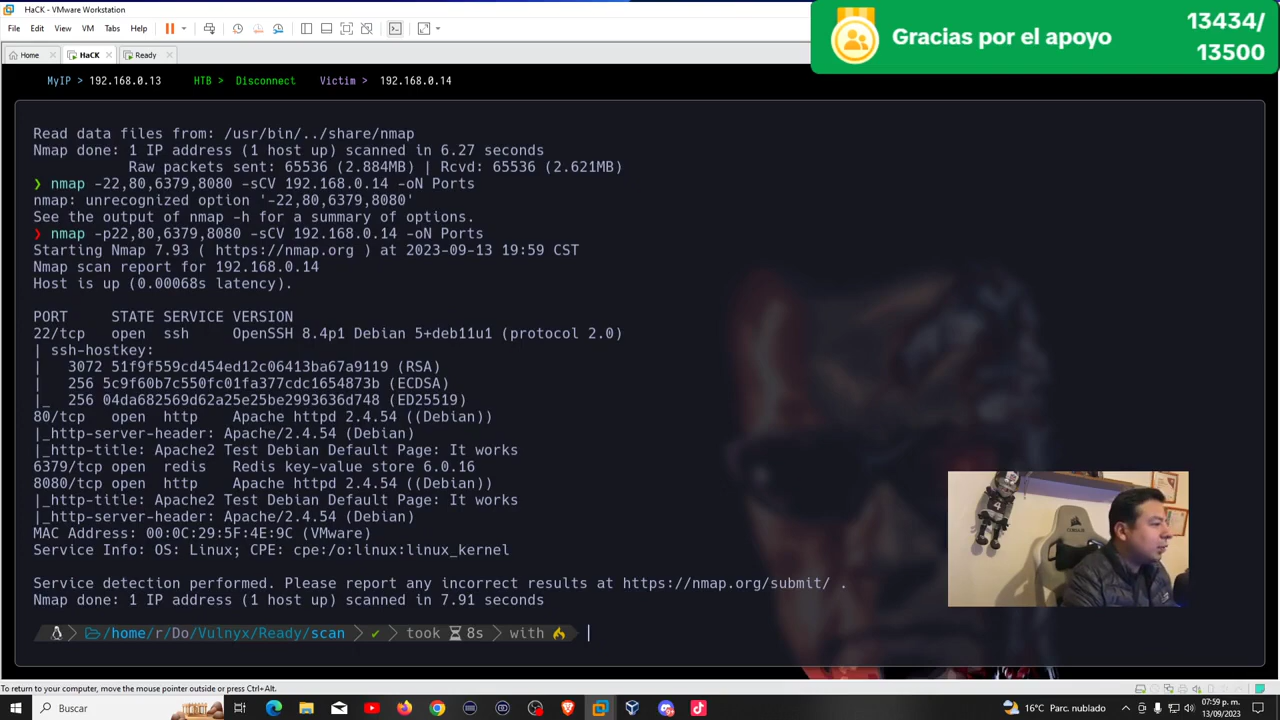 HaCK - VMware Workstation
File Edit View VM Tabs Help
Home HaCK Ready
Gracias por el apoyo
13434/
13500
MyIP > 192.168.0.13 HTB > Disconnect Victim > 192.168.0.14
Read data files from: /usr/bin/../share/nmap
Nmap done: 1 IP address (1 host up) scanned in 6.27 seconds
Raw packets sent: 65536 (2.884MB) | Rcvd: 65536 (2.621MB)
❯ nmap -22,80,6379,8080 -sCV 192.168.0.14 -oN Ports
nmap: unrecognized option '-22,80,6379,8080'
See the output of nmap -h for a summary of options.
❯ nmap -p22,80,6379,8080 -sCV 192.168.0.14 -oN Ports
Starting Nmap 7.93 ( https://nmap.org ) at 2023-09-13 19:59 CST
Nmap scan report for 192.168.0.14
Host is up (0.00068s latency).
PORT STATE SERVICE VERSION
22/tcp open ssh OpenSSH 8.4p1 Debian 5+deb11u1 (protocol 2.0)
| ssh-hostkey:
| 3072 51f9f559cd454ed12c06413ba67a9119 (RSA)
| 256 5c9f60b7c550fc01fa377cdc1654873b (ECDSA)
|_ 256 04da682569d62a25e25be2993636d748 (ED25519)
80/tcp open http Apache httpd 2.4.54 ((Debian))
|_http-server-header: Apache/2.4.54 (Debian)
|_http-title: Apache2 Test Debian Default Page: It works
6379/tcp open redis Redis key-value store 6.0.16
8080/tcp open http Apache httpd 2.4.54 ((Debian))
|_http-title: Apache2 Test Debian Default Page: It works
|_http-server-header: Apache/2.4.54 (Debian)
MAC Address: 00:0C:29:5F:4E:9C (VMware)
Service Info: OS: Linux; CPE: cpe:/o:linux:linux_kernel
Service detection performed. Please report any incorrect results at https://nmap.org/submit/ .
Nmap done: 1 IP address (1 host up) scanned in 7.91 seconds
/home/r/Do/Vulnyx/Ready/scan ✔ took 8s with
To return to your computer, move the mouse pointer outside or press Ctrl+Alt.
Buscar
16°C Parc. nublado
07:59 p. m.
13/09/2023